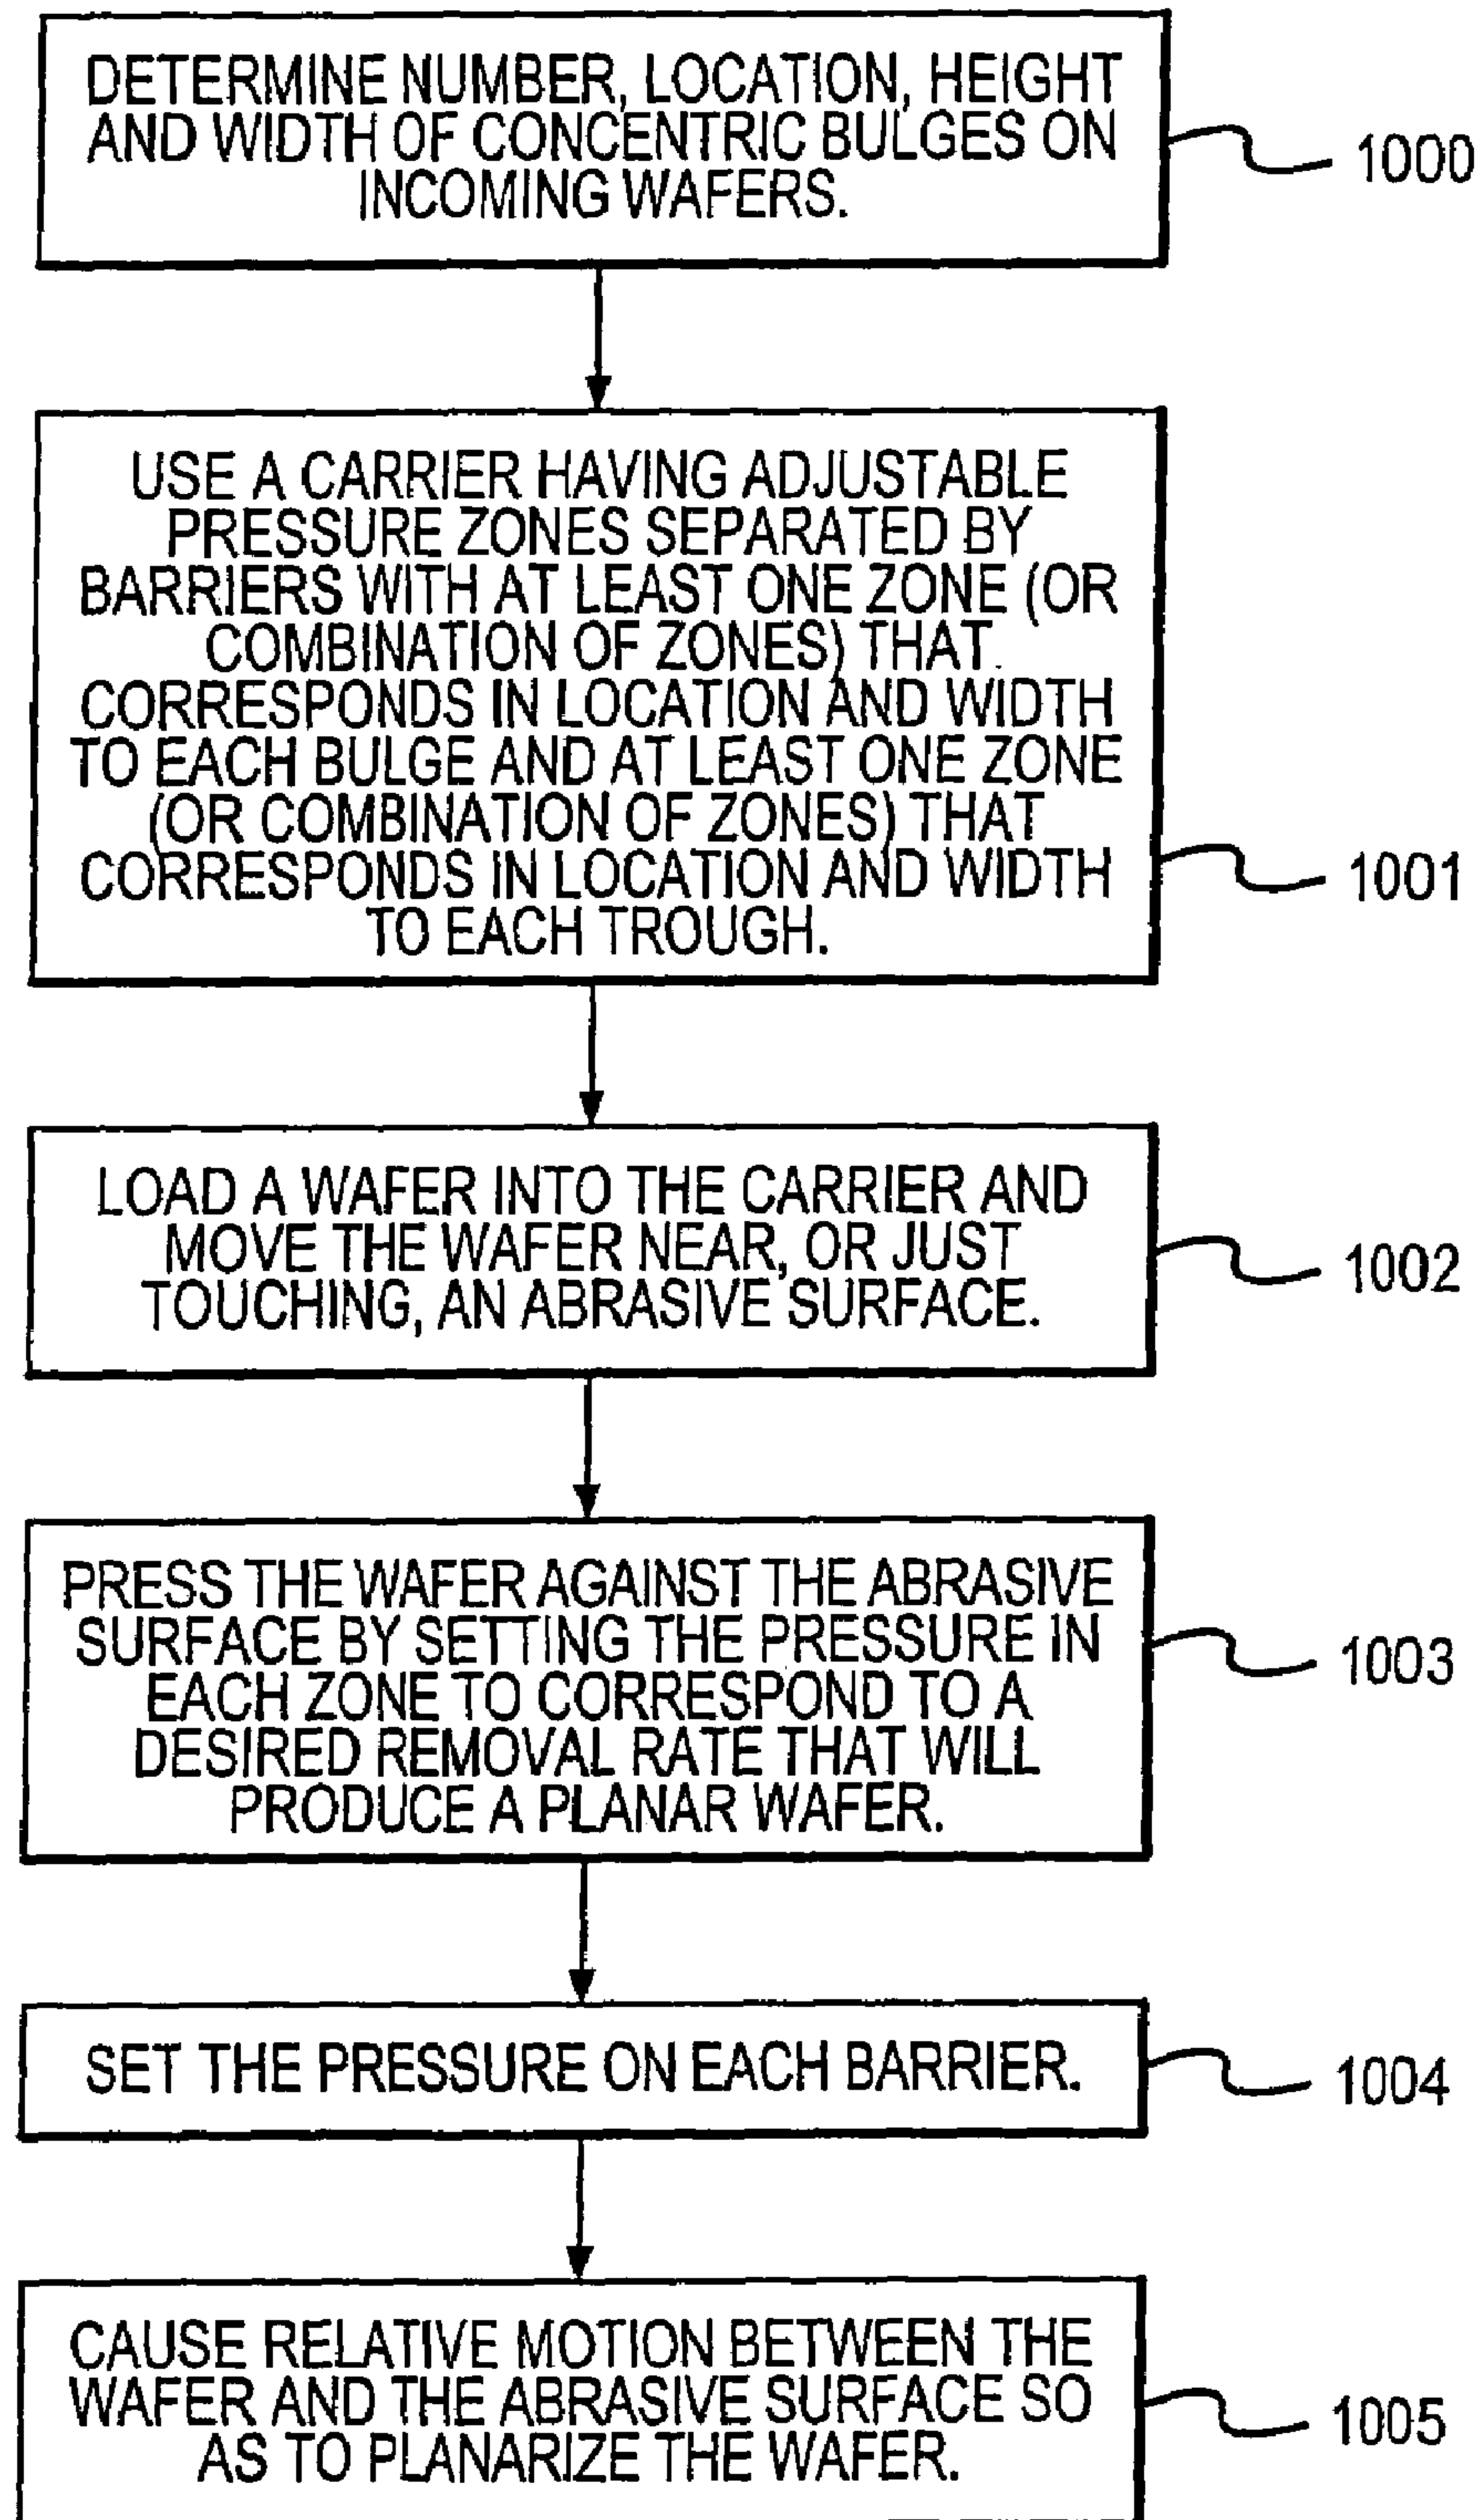 DETERMINE NUMBER, LOCATION, HEIGHT
AND WIDTH OF CONCENTRIC BULGES ON
INCOMING WAFERS.
1000
USE A CARRIER HAVING ADJUSTABLE
PRESSURE ZONES SEPARATED BY
BARRIERS WITH AT LEAST ONE ZONE (OR
COMBINATION OF ZONES) THAT
CORRESPONDS IN LOCATION AND WIDTH
TO EACH BULGE AND AT LEAST ONE ZONE
(OR COMBINATION OF ZONES) THAT
CORRESPONDS IN LOCATION AND WIDTH
TO EACH TROUGH.
1001
LOAD A WAFER INTO THE CARRIER AND
MOVE THE WAFER NEAR, OR JUST
TOUCHING, AN ABRASIVE SURFACE.
1002
PRESS THE WAFER AGAINST THE ABRASIVE
SURFACE BY SETTING THE PRESSURE IN
EACH ZONE TO CORRESPOND TO A
DESIRED REMOVAL RATE THAT WILL
PRODUCE A PLANAR WAFER.
1003
SET THE PRESSURE ON EACH BARRIER.
1004
CAUSE RELATIVE MOTION BETWEEN THE
WAFER AND THE ABRASIVE SURFACE SO
AS TO PLANARIZE THE WAFER.
1005